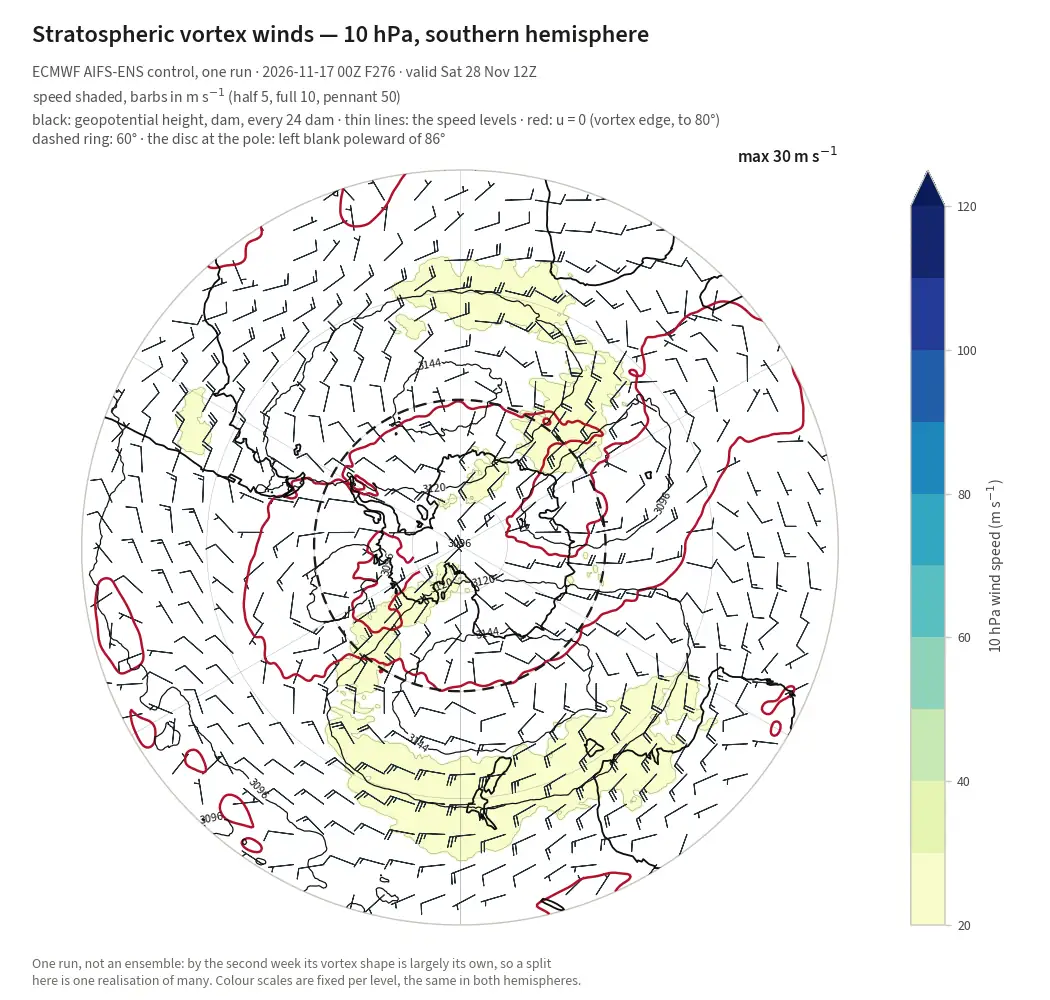 Stratospheric vortex winds — 10 hPa, southern hemisphere
ECMWF AIFS-ENS control, one run · 2026-11-17 00Z F276 · valid Sat 28 Nov 12Z
speed shaded, barbs in m s⁻¹ (half 5, full 10, pennant 50)
black: geopotential height, dam, every 24 dam · thin lines: the speed levels · red: u = 0 (vortex edge, to 80°)
dashed ring: 60° · the disc at the pole: left blank poleward of 86°
max 30 m s⁻¹
120
100
80
60
40
20
10 hPa wind speed (m s⁻¹)
3144
3120
3096
3096
3120
3144
3144
3096
3096
One run, not an ensemble: by the second week its vortex shape is largely its own, so a split
here is one realisation of many. Colour scales are fixed per level, the same in both hemispheres.